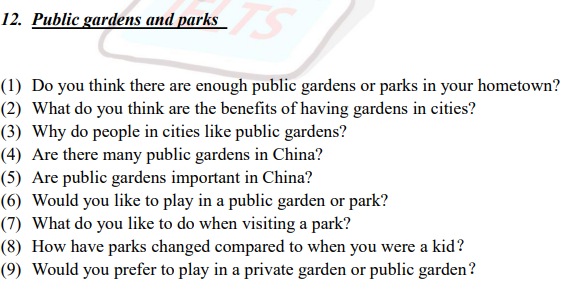 12. Public gardens and parks
IELTS
(1) Do you think there are enough public gardens or parks in your hometown?
(2) What do you think are the benefits of having gardens in cities?
(3) Why do people in cities like public gardens?
(4) Are there many public gardens in China?
(5) Are public gardens important in China?
(6) Would you like to play in a public garden or park?
(7) What do you like to do when visiting a park?
(8) How have parks changed compared to when you were a kid?
(9) Would you prefer to play in a private garden or public garden?